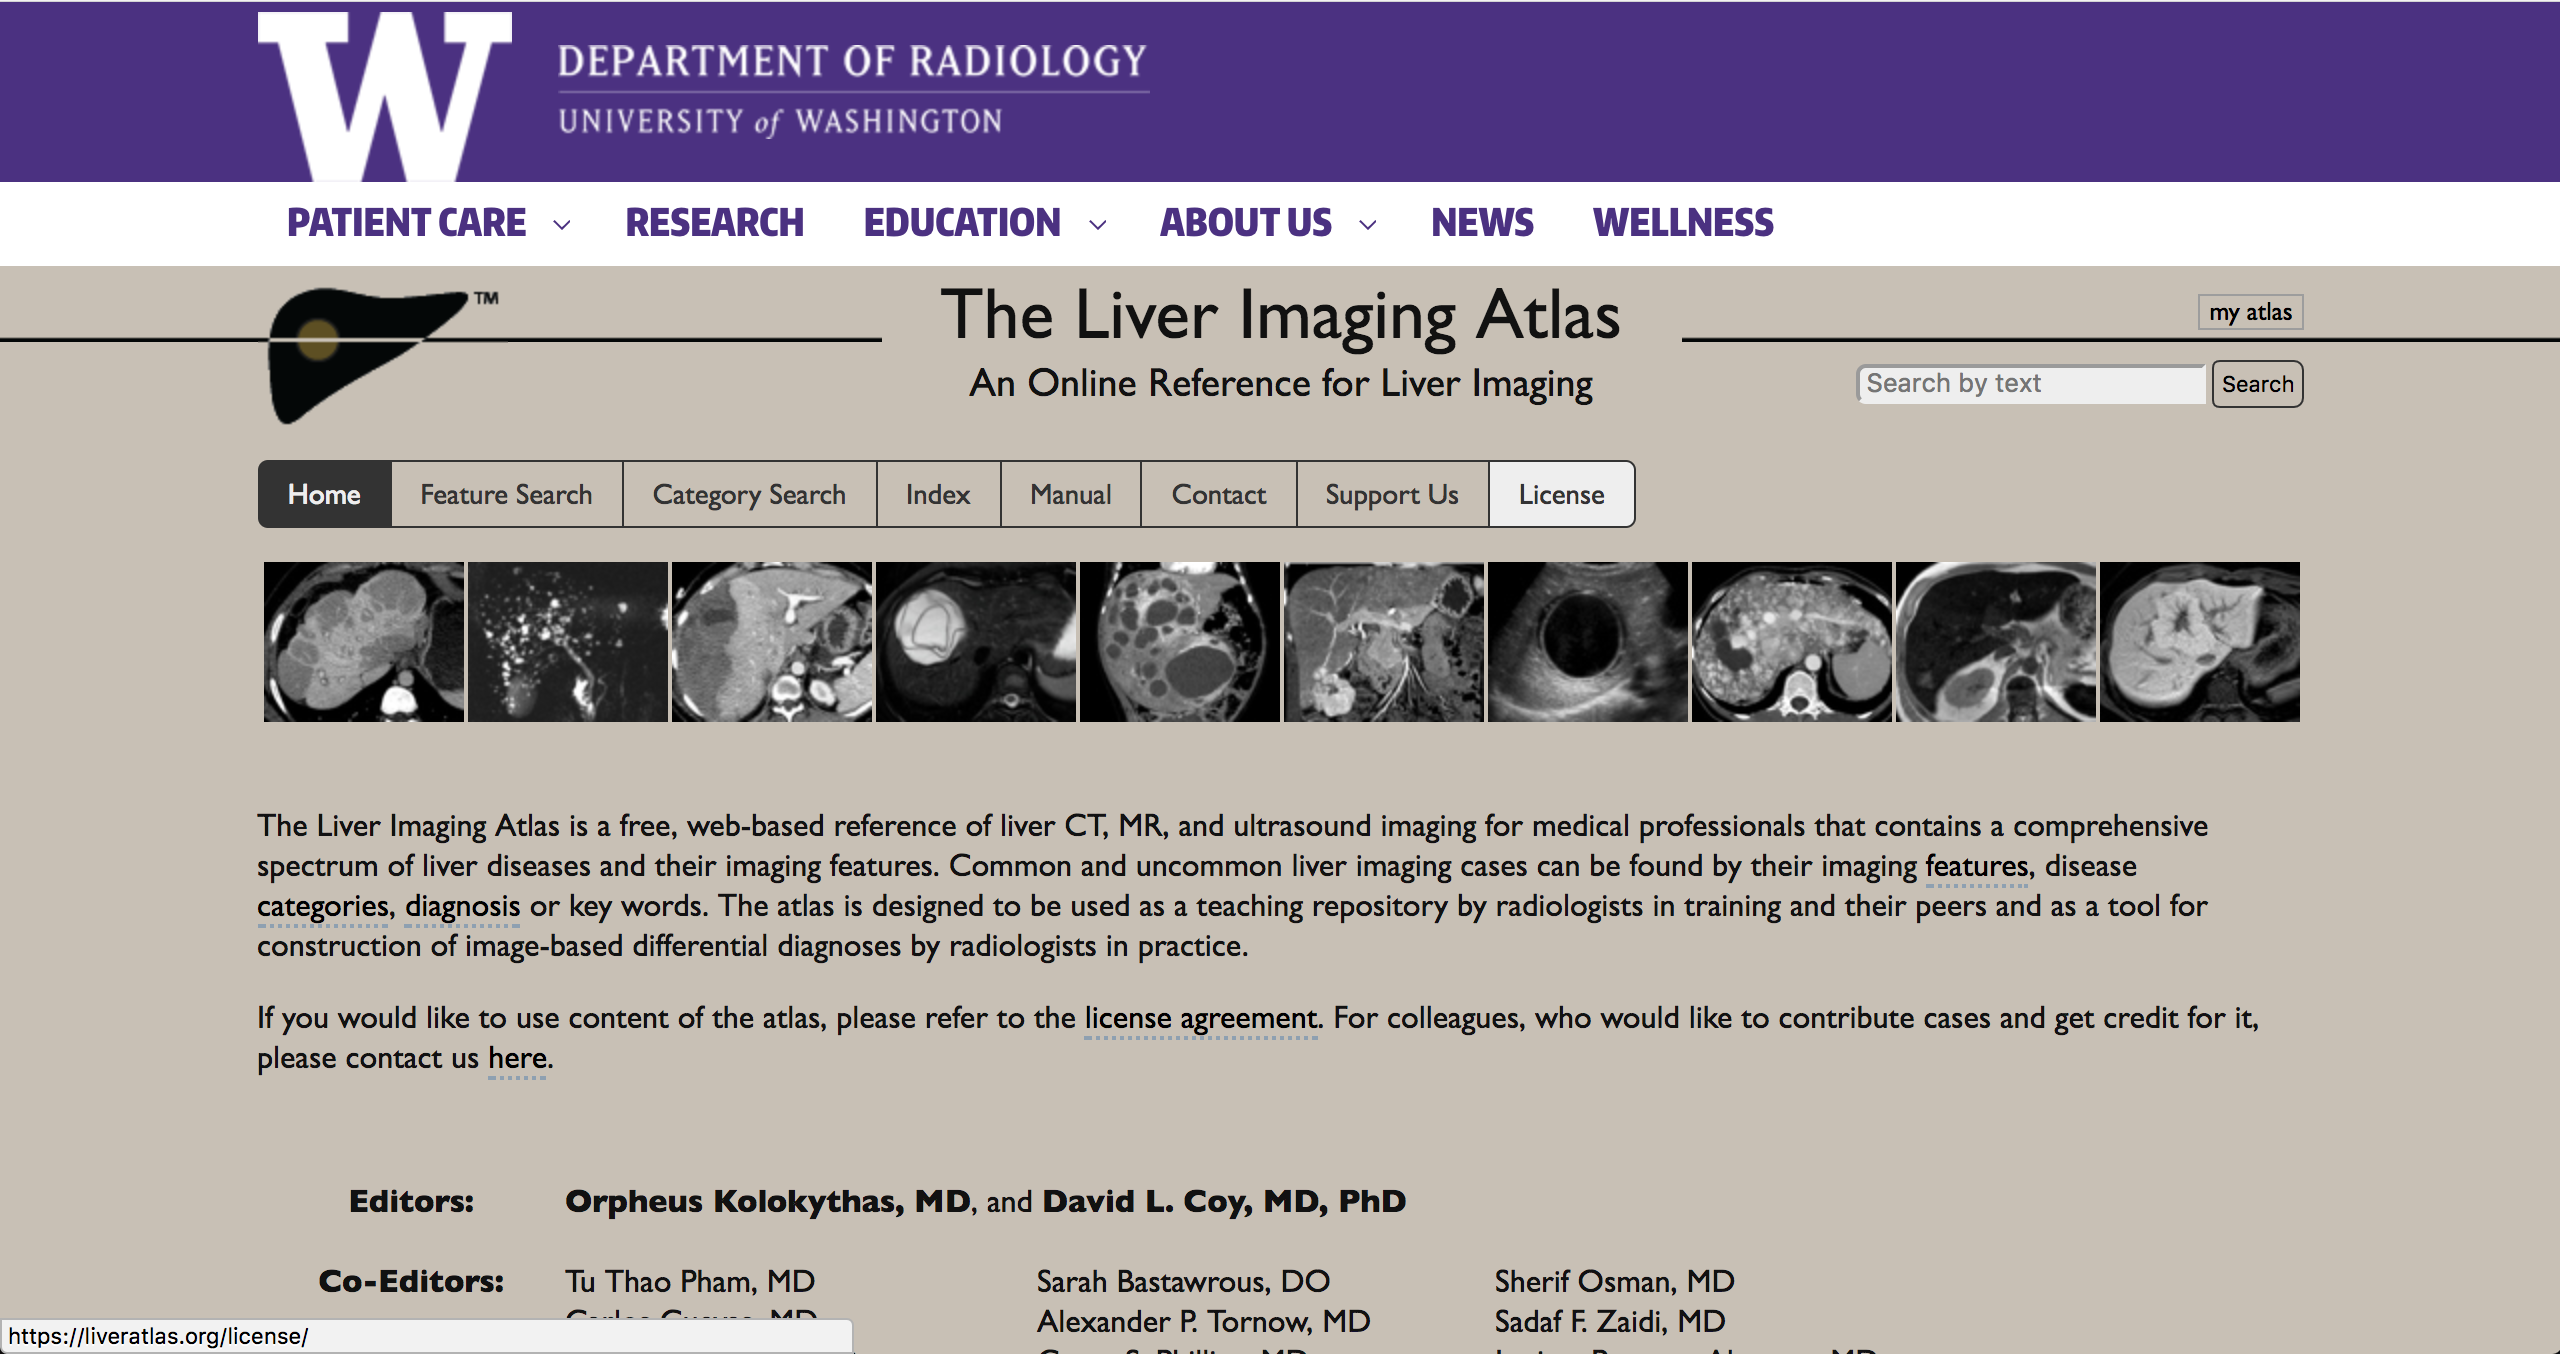 W
DEPARTMENT OF RADIOLOGY
UNIVERSITY of WASHINGTON
PATIENT CARE RESEARCH EDUCATION ABOUT US NEWS WELLNESS
TM
The Liver Imaging Atlas
my atlas
An Online Reference for Liver Imaging
Search by text Search
Home Feature Search Category Search Index Manual Contact Support Us License
The Liver Imaging Atlas is a free, web-based reference of liver CT, MR, and ultrasound imaging for medical professionals that contains a comprehensive
spectrum of liver diseases and their imaging features. Common and uncommon liver imaging cases can be found by their imaging features, disease
categories, diagnosis or key words. The atlas is designed to be used as a teaching repository by radiologists in training and their peers and as a tool for
construction of image-based differential diagnoses by radiologists in practice.
If you would like to use content of the atlas, please refer to the license agreement. For colleagues, who would like to contribute cases and get credit for it,
please contact us here.
Editors: Orpheus Kolokythas, MD, and David L. Coy, MD, PhD
Co-Editors: Tu Thao Pham, MD Sarah Bastawrous, DO Sherif Osman, MD
Alexander P. Tornow, MD Sadaf F. Zaidi, MD
https://liveratlas.org/license/